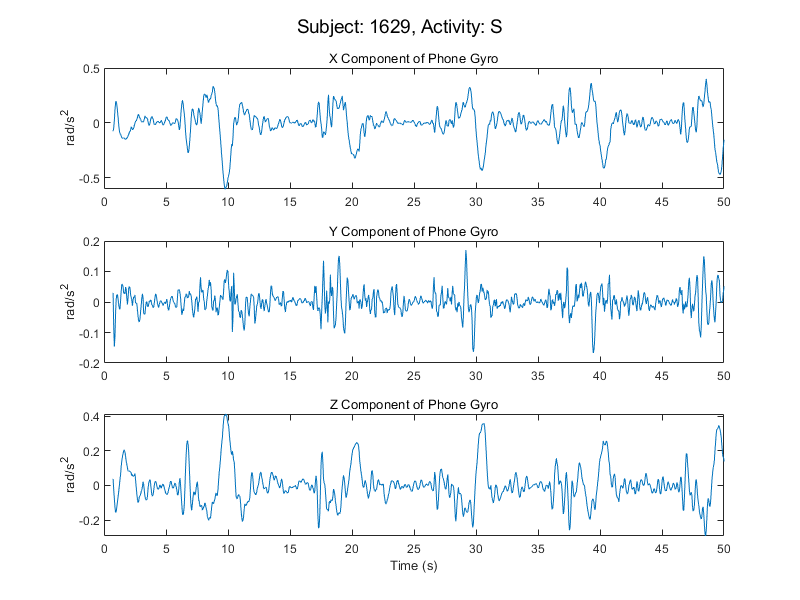 Subject: 1629, Activity: S
X Component of Phone Gyro
rad/s²
0.5
0
-0.5
0 5 10 15 20 25 30 35 40 45 50
Y Component of Phone Gyro
rad/s²
0.2
0.1
0
-0.1
-0.2
0 5 10 15 20 25 30 35 40 45 50
Z Component of Phone Gyro
rad/s²
0.4
0.2
0
-0.2
0 5 10 15 20 25 30 35 40 45 50
Time (s)